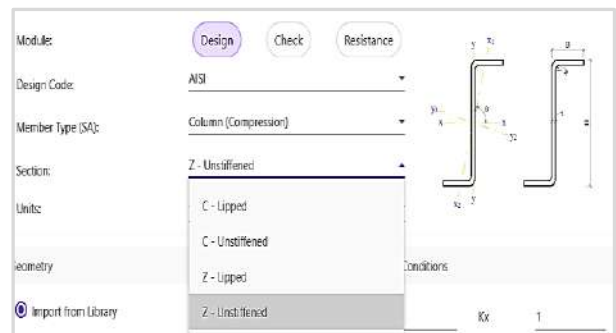 Module: Design Check Resistance
Design Code: AISI
Member Type (SA): Column (Compression)
Section: Z - Unstiffened
Units:
C - Lipped
C - Unstiffened
Z - Lipped
Z - Unstiffened
eometry Conditions
Import from Library Kx 1